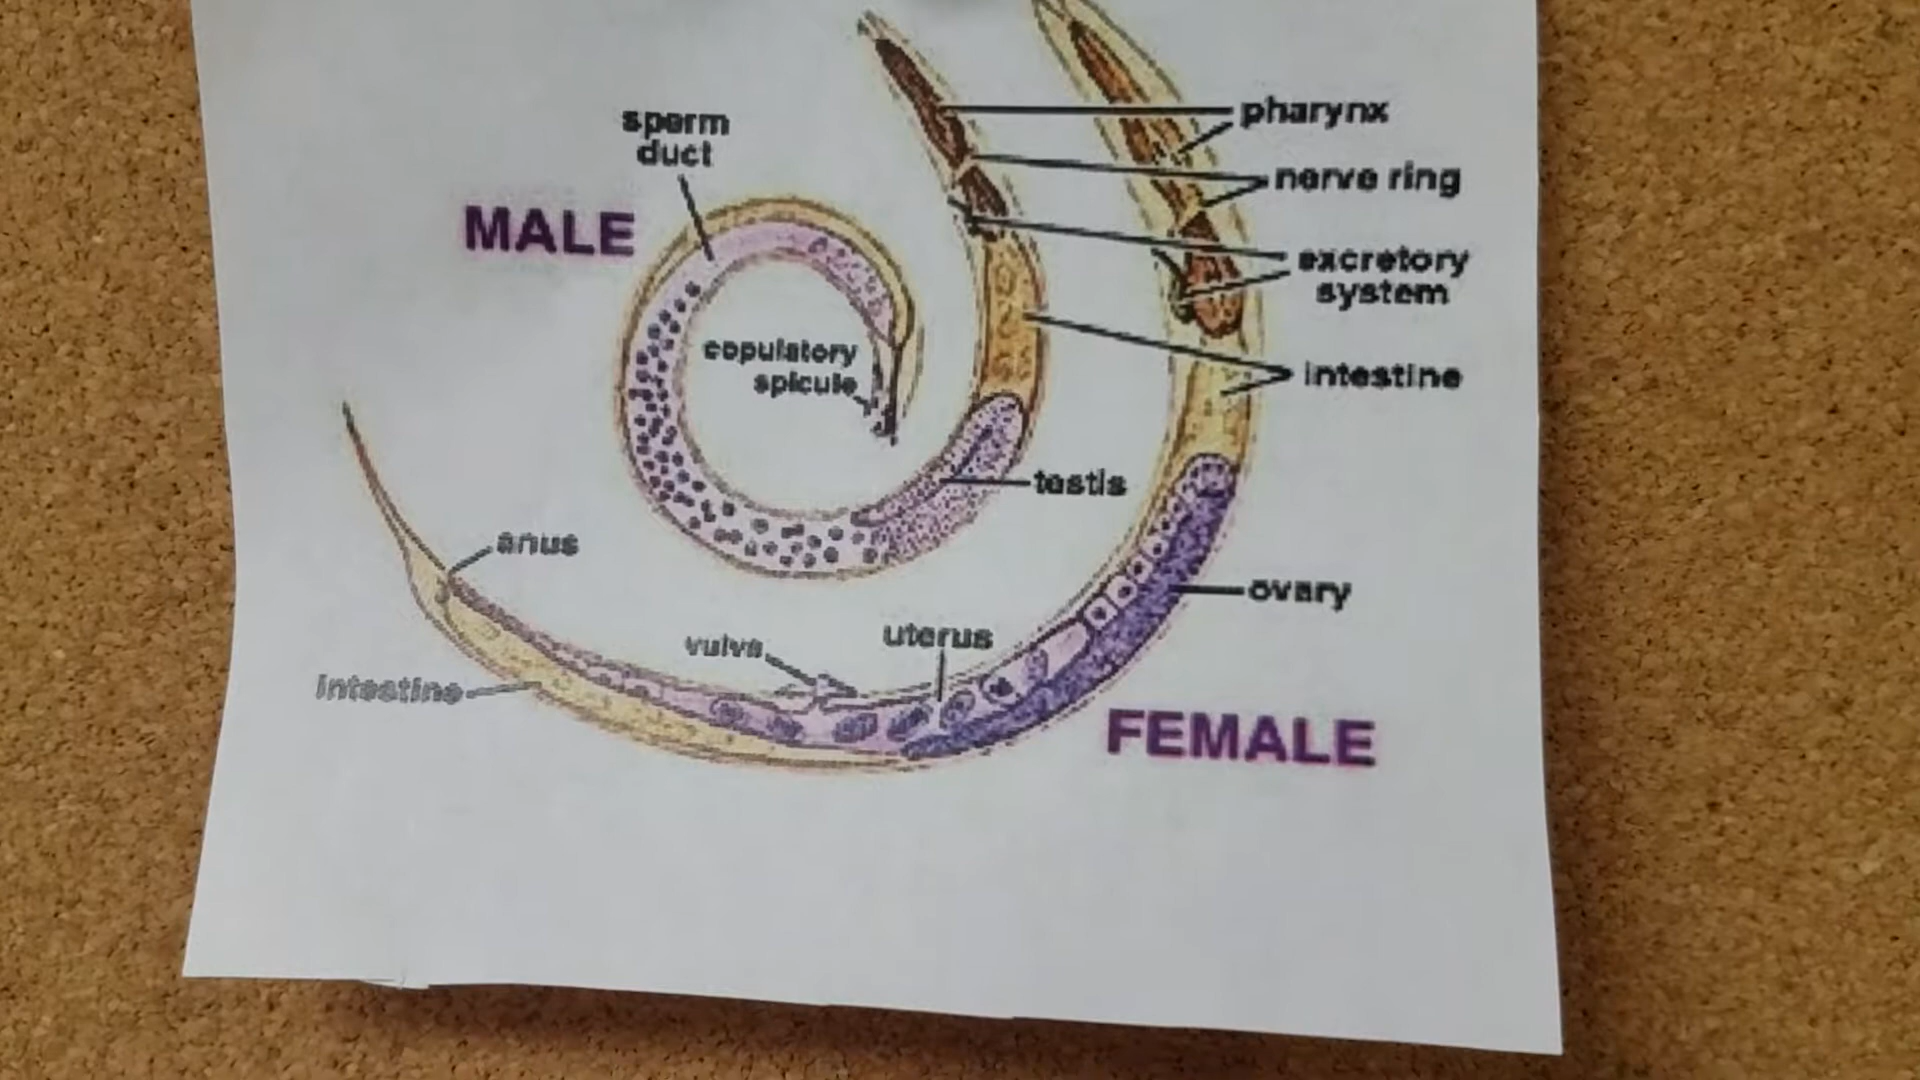 sperm
duct
MALE
pharynx
nerve ring
excretory
system
copulatory
spicule
intestine
testis
anus
ovary
vulva
uterus
intestine
FEMALE